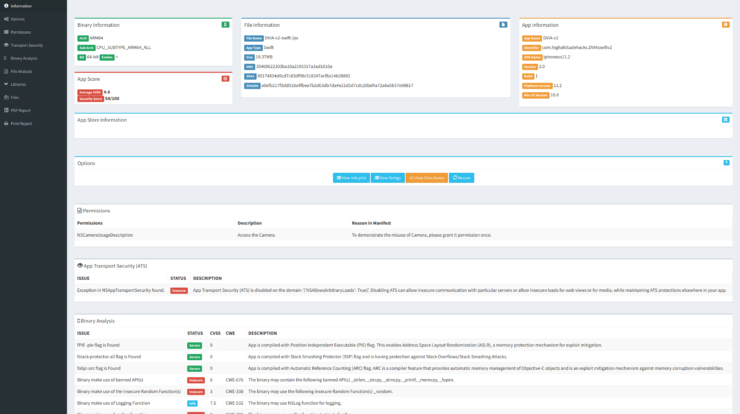 Information
Options
Permissions
Transport Security
Binary Analysis
File Analysis
Libraries
Files
PDF Report
Print Report
Binary Information
Arch ARM64
Sub Arch CPU_SUBTYPE_ARM64_ALL
Bit 64-bit Endian <
App Score
Average CVSS 4.6
Security Score 94/100
File Information
File Name DVIA-v2-swift.ipa
App Type Swift
Size 19.37MB
MD5
SHA1
SHA256
App Information
App Name DVIA-v2
Identifier com.highaltitudehacks.DVIAswiftv2
SDK Name iphoneos11.2
Version 2.0
Build 1
Platform Version 11.2
Min OS Version 10.0
App Store Information
Options
View Info.plist View Strings View Class Dump Rescan
Permissions
Permissions Description Reason in Manifest
NSCameraUsageDescription Access the Camera. To demonstrate the misuse of Camera, please grant it permission once.
App Transport Security (ATS)
ISSUE STATUS DESCRIPTION
Exception in NSAppTransportSecurity found. Insecure App Transport Security (ATS) is disabled on the domain '{'NSAllowsArbitraryLoads': True}'. Disabling ATS can allow insecure communication with particular servers or allow insecure loads for web views or for media, while maintaining ATS protections elsewhere in your app.
Binary Analysis
ISSUE STATUS CVSS CWE DESCRIPTION
fPIE -pie flag is Found Secure 0 App is compiled with Position Independent Executable (PIE) flag. This enables Address Space Layout Randomization (ASLR), a memory protection mechanism for exploit mitigation.
fstack-protector-all flag is Found Secure 0 App is compiled with Stack Smashing Protector (SSP) flag and is having protection against Stack Overflows/Stack Smashing Attacks.
fobjc-arc flag is Found Secure 0 App is compiled with Automatic Reference Counting (ARC) flag. ARC is a compiler feature that provides automatic memory management of Objective-C objects and is an exploit mitigation mechanism against memory corruption vulnerabilities.
Binary make use of banned API(s) Insecure 6 CWE-676 The binary may contain the following banned API(s) _strlen, _strcpy, _strncpy, _printf, _memcpy, _fopen.
Binary make use of the insecure Random Function(s) Insecure 3 CWE-338 The binary may use the following insecure Random Function(s) _random.
Binary make use of Logging Function Info 7.5 CWE-532 The binary may use NSLog function for logging.